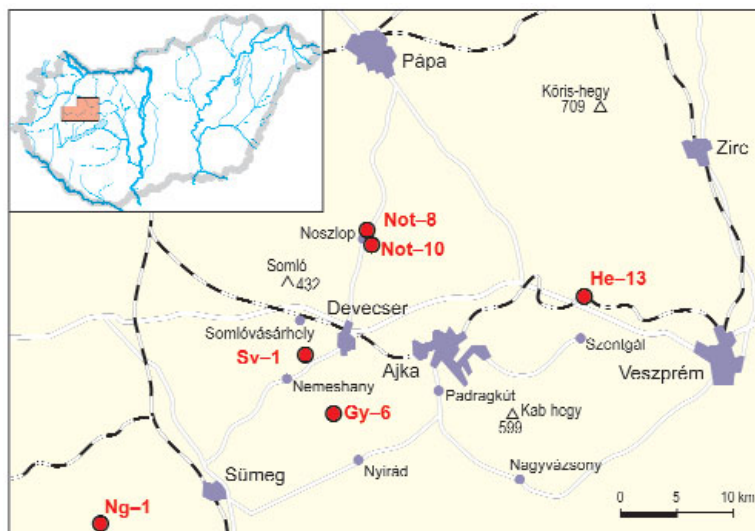 Pápa
Kőris-hegy
709
Zirc
Not–8
Noszlop
Not–10
Somló
432
He–13
Devecser
Somlóvásárhely
Szentgál
Sv–1
Ajka
Veszprém
Nemeshany
Padragkút
Gy–6
Kab hegy
599
Sümeg
Nyirád
Nagyvázsony
Ng–1
0 5 10 km